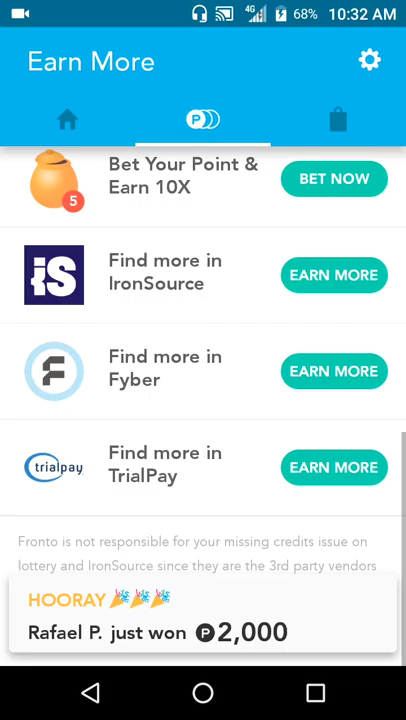 4G 68% 10:32 AM
Earn More
P
Bet Your Point &
Earn 10X
5
BET NOW
iS
Find more in
IronSource
EARN MORE
F
Find more in
Fyber
EARN MORE
trialpay
Find more in
TrialPay
EARN MORE
Fronto is not responsible for your missing credits issue on
lottery and IronSource since they are the 3rd party vendors
HOORAY 🎉🎉🎉
Rafael P. just won P 2,000